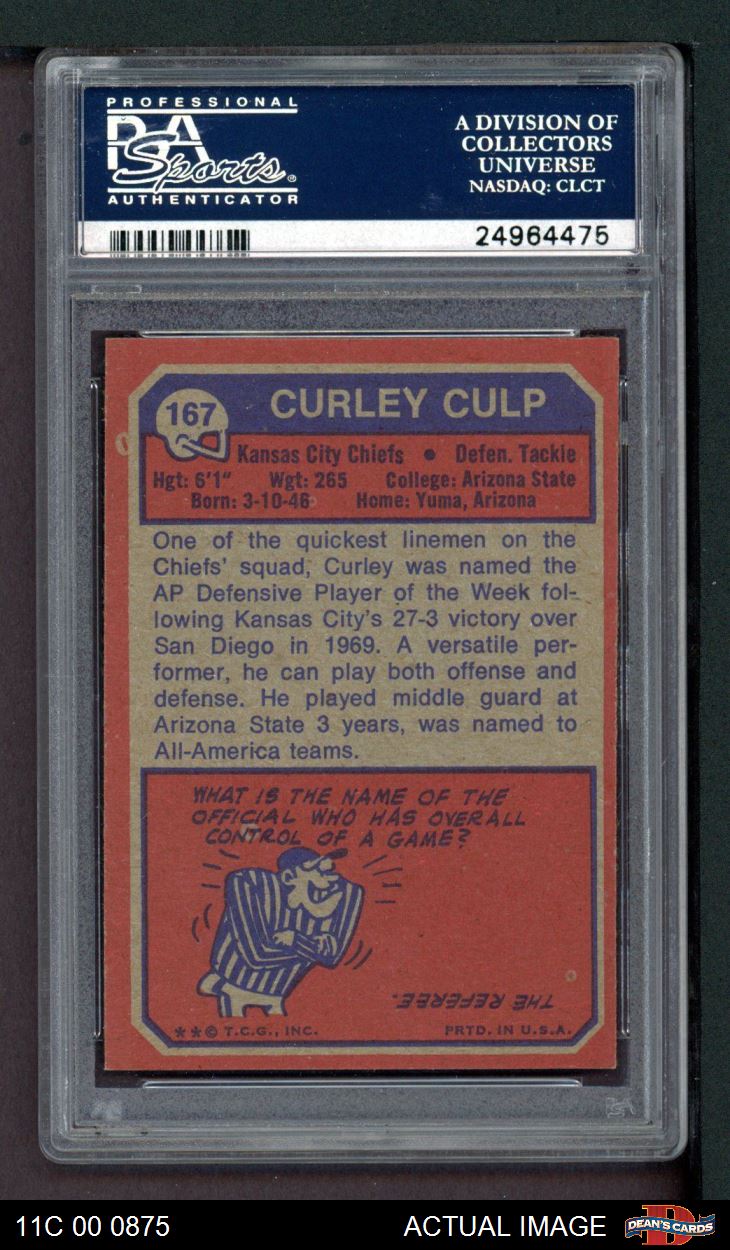 PROFESSIONAL
PSA
Sports®
AUTHENTICATOR
A DIVISION OF
COLLECTORS
UNIVERSE
NASDAQ: CLCT
24964475
167
CURLEY CULP
Kansas City Chiefs • Defen. Tackle
Hgt: 6'1" Wgt: 265 College: Arizona State
Born: 3-10-46 Home: Yuma, Arizona
One of the quickest linemen on the
Chiefs' squad, Curley was named the
AP Defensive Player of the Week fol-
lowing Kansas City's 27-3 victory over
San Diego in 1969. A versatile per-
former, he can play both offense and
defense. He played middle guard at
Arizona State 3 years, was named to
All-America teams.
WHAT IS THE NAME OF THE
OFFICIAL WHO HAS OVERALL
CONTROL OF A GAME?
THE REFEREE.
**© T.C.G., INC. PRTD. IN U.S.A.
11C 00 0875 ACTUAL IMAGE DEAN'S CARDS